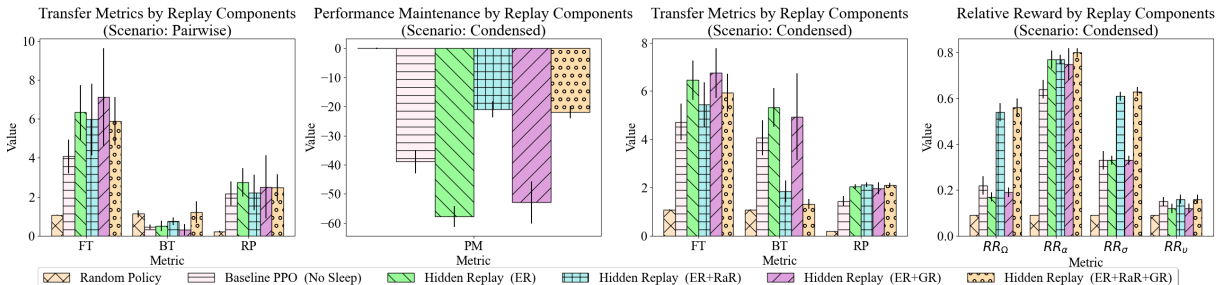 Transfer Metrics by Replay Components
(Scenario: Pairwise)
Value
10
8
6
4
2
0
FT
BT
RP
Metric
Performance Maintenance by Replay Components
(Scenario: Condensed)
Value
0
−10
−20
−30
−40
−50
−60
PM
Metric
Transfer Metrics by Replay Components
(Scenario: Condensed)
Value
8
6
4
2
0
FT
BT
RP
Metric
Relative Reward by Replay Components
(Scenario: Condensed)
Value
0.8
0.6
0.4
0.2
0.0
RR_Ω
RR_α
RR_σ
RR_υ
Metric
Random Policy
Baseline PPO (No Sleep)
Hidden Replay (ER)
Hidden Replay (ER+RaR)
Hidden Replay (ER+GR)
Hidden Replay (ER+RaR+GR)